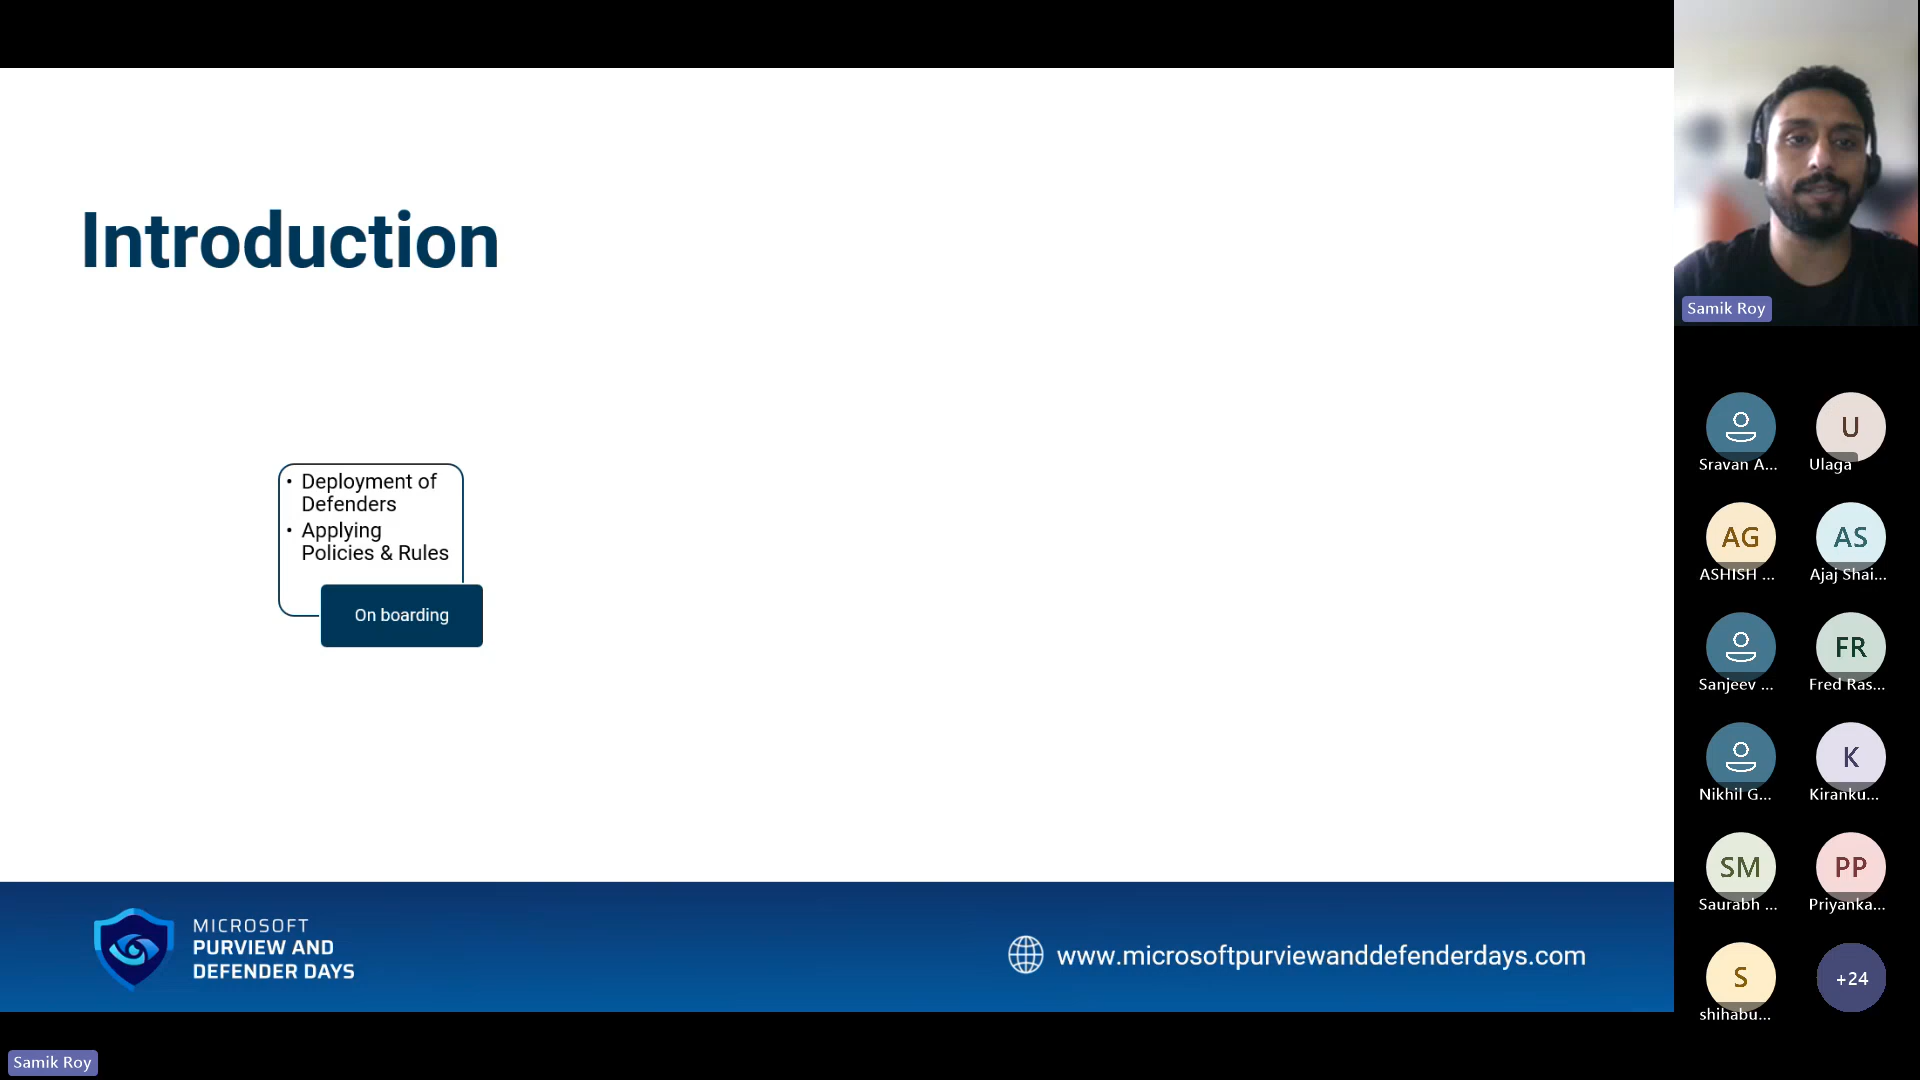 Introduction
• Deployment of
Defenders
• Applying
Policies & Rules
On boarding
MICROSOFT
PURVIEW AND
DEFENDER DAYS
www.microsoftpurviewanddefenderdays.com
Samik Roy
Samik Roy
Sravan A...
U
Ulaga
AG
ASHISH ...
AS
Ajaj Shai...
Sanjeev ...
FR
Fred Ras...
Nikhil G...
K
Kiranku...
SM
Saurabh ...
PP
Priyanka...
S
shihabu...
+24